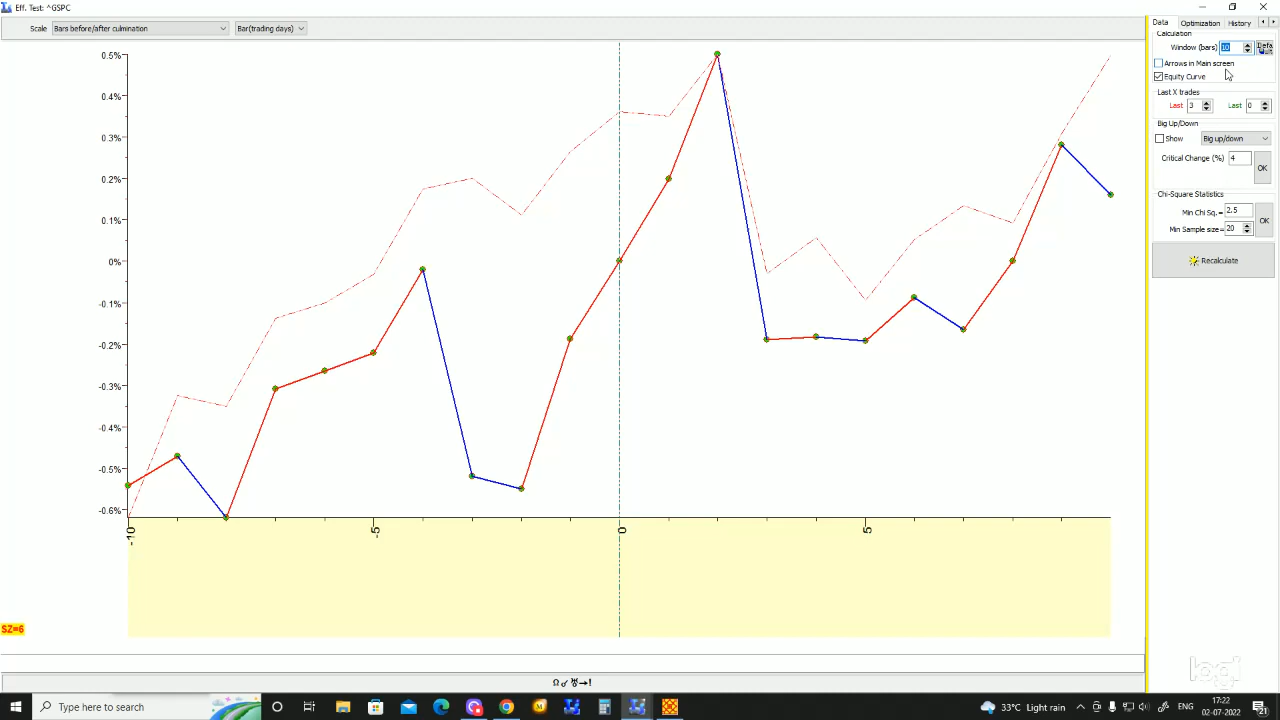 Eff. Test: ^GSPC
Scale Bars before/after culmination Bar(trading days)
Data Optimization History
Calculation
Window (bars) 10
Arrows in Main screen
Equity Curve
Last X trades
Last 3 Last 0
Big Up/Down
Show Big up/down
Critical Change (%) 4
OK
Chi-Square Statistics
Min Chi Sq.= 2.5
OK
Min Sample size= 20
Recalculate
0.5%
0.4%
0.3%
0.2%
0.1%
0%
-0.1%
-0.2%
-0.3%
-0.4%
-0.5%
-0.6%
-10 -5 0 5
SZ=6
Ω☌♅→!
Type here to search
33°C Light rain
ENG
17:22
02-07-2022
21